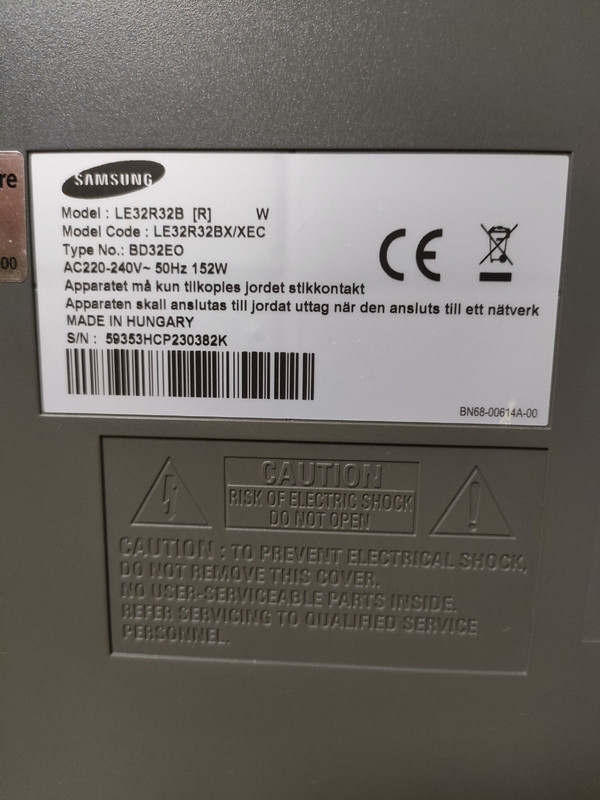 re
00
SAMSUNG
Model : LE32R32B [R] W
Model Code : LE32R32BX/XEC
Type No.: BD32EO
AC220-240V~ 50Hz 152W
Apparatet må kun tilkoples jordet stikkontakt
Apparaten skall anslutas till jordat uttag när den ansluts till ett nätverk
MADE IN HUNGARY
S/N : 59353HCP230382K
CE
BN68-00614A-00
CAUTION
RISK OF ELECTRIC SHOCK
DO NOT OPEN
CAUTION : TO PREVENT ELECTRICAL SHOCK,
DO NOT REMOVE THIS COVER.
NO USER-SERVICEABLE PARTS INSIDE.
REFER SERVICING TO QUALIFIED SERVICE
PERSONNEL.